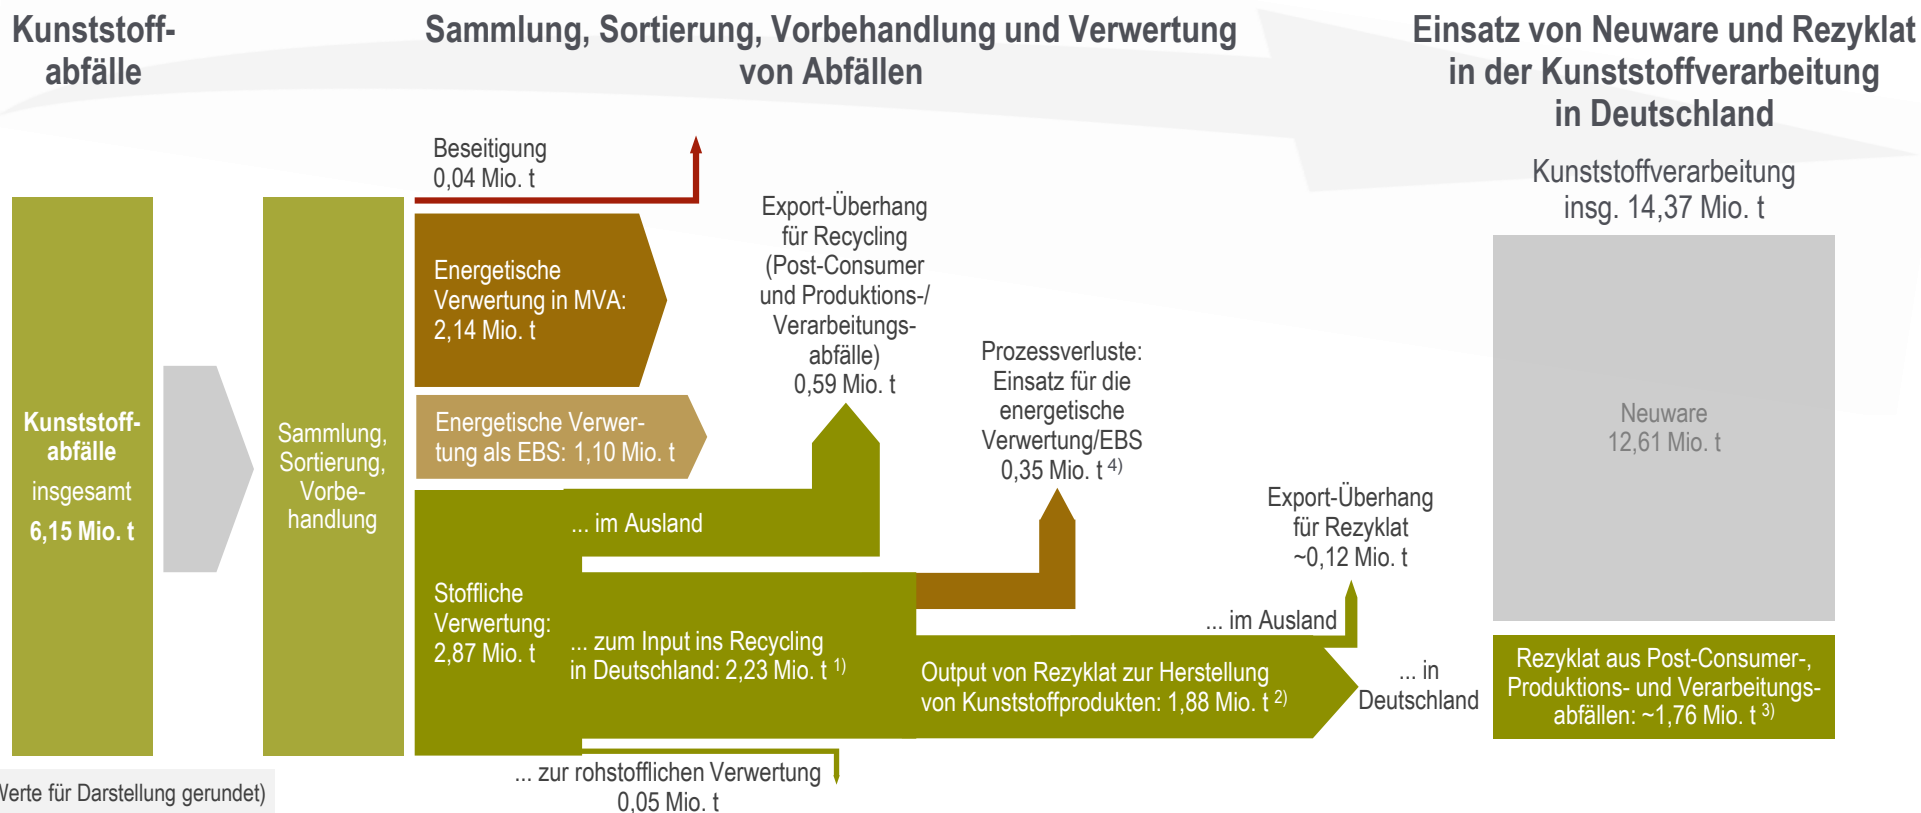 Kunststoff-
abfälle
Sammlung, Sortierung, Vorbehandlung und Verwertung
von Abfällen
Einsatz von Neuware und Rezyklat
in der Kunststoffverarbeitung
in Deutschland
Kunststoffverarbeitung
insg. 14,37 Mio. t
Beseitigung
0,04 Mio. t
Energetische
Verwertung in MVA:
2,14 Mio. t
Export-Überhang
für Recycling
(Post-Consumer
und Produktions-/
Verarbeitungs-
abfälle)
0,59 Mio. t
Prozessverluste:
Einsatz für die
energetische
Verwertung/EBS
0,35 Mio. t 4)
Kunststoff-
abfälle
insgesamt
6,15 Mio. t
Sammlung,
Sortierung,
Vorbe-
handlung
Energetische Verwer-
tung als EBS: 1,10 Mio. t
Neuware
12,61 Mio. t
... im Ausland
Export-Überhang
für Rezyklat
~0,12 Mio. t
Stoffliche
Verwertung:
2,87 Mio. t
... zum Input ins Recycling
in Deutschland: 2,23 Mio. t 1)
... im Ausland
Output von Rezyklat zur Herstellung
von Kunststoffprodukten: 1,88 Mio. t 2)
... in
Deutschland
Rezyklat aus Post-Consumer-,
Produktions- und Verarbeitungs-
abfällen: ~1,76 Mio. t 3)
... zur rohstofflichen Verwertung
0,05 Mio. t
Werte für Darstellung gerundet)